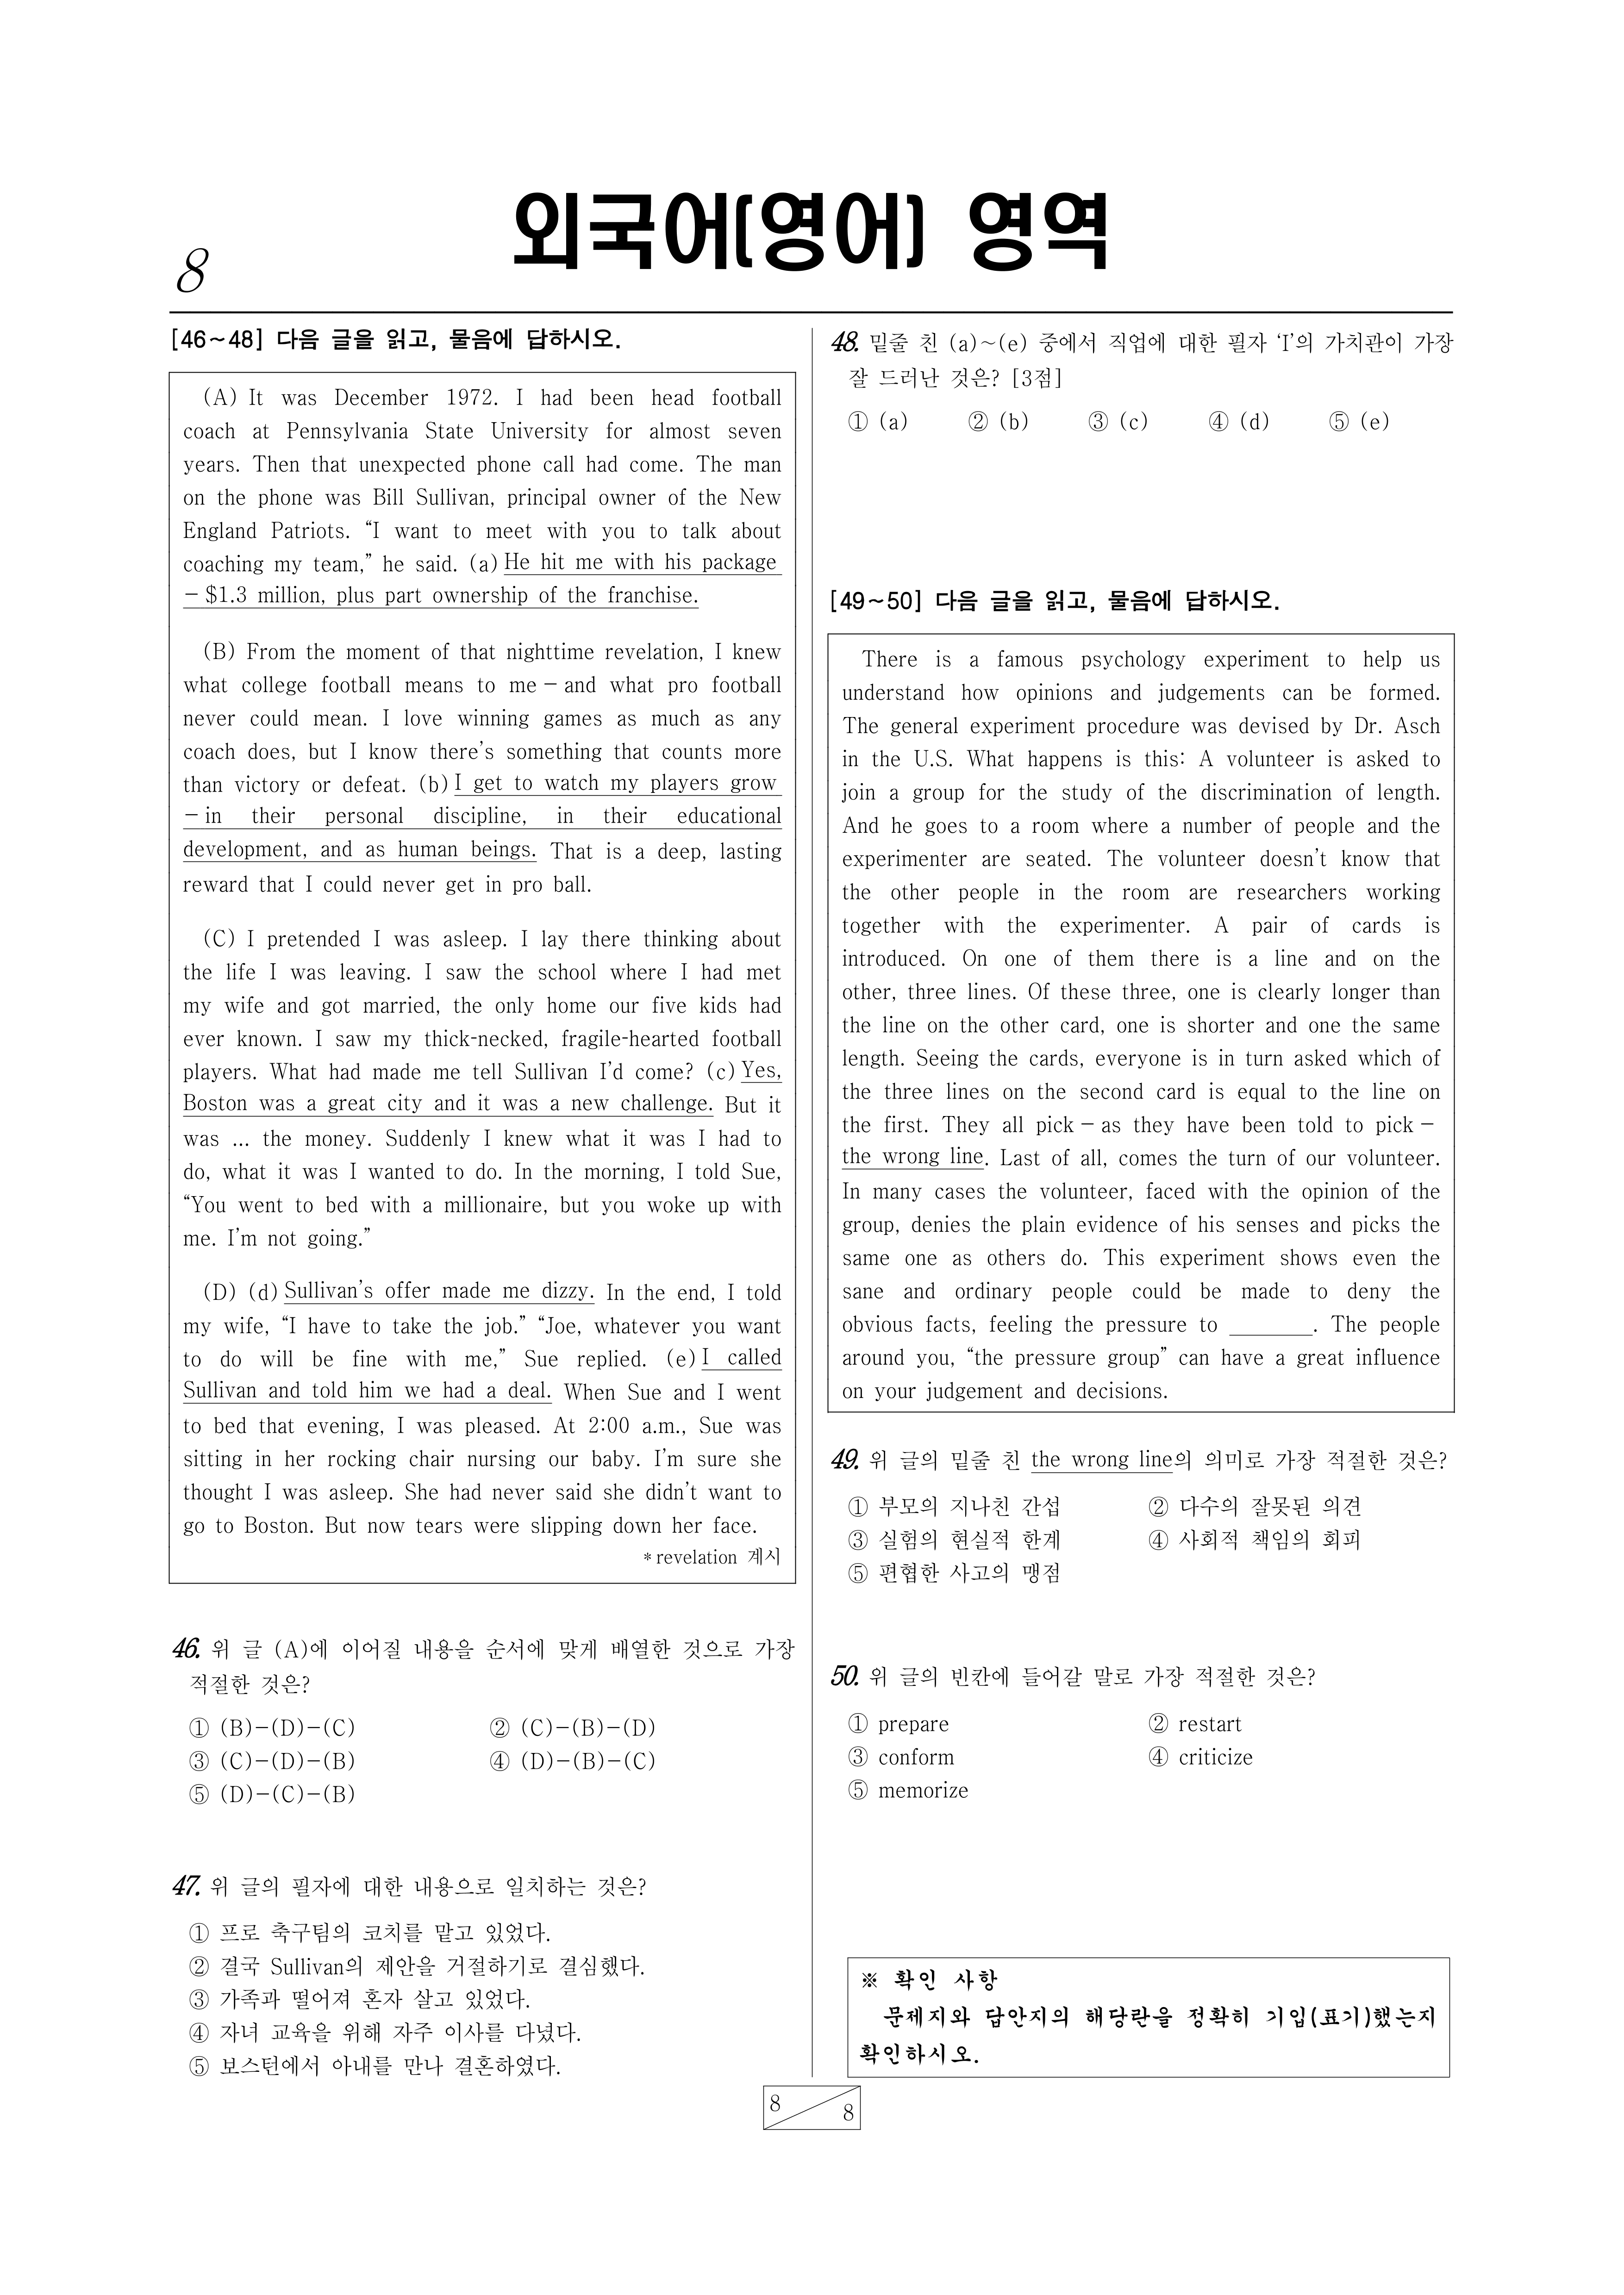 8
외국어(영어) 영역
[46~48] 다음 글을 읽고, 물음에 답하시오.
(A) It was December 1972. I had been head football
coach at Pennsylvania State University for almost seven
years. Then that unexpected phone call had come. The man
on the phone was Bill Sullivan, principal owner of the New
England Patriots. “I want to meet with you to talk about
coaching my team,” he said. (a) He hit me with his package
－$1.3 million, plus part ownership of the franchise.
(B) From the moment of that nighttime revelation, I knew
what college football means to me－and what pro football
never could mean. I love winning games as much as any
coach does, but I know there’s something that counts more
than victory or defeat. (b) I get to watch my players grow
－in their personal discipline, in their educational
development, and as human beings. That is a deep, lasting
reward that I could never get in pro ball.
(C) I pretended I was asleep. I lay there thinking about
the life I was leaving. I saw the school where I had met
my wife and got married, the only home our five kids had
ever known. I saw my thick-necked, fragile-hearted football
players. What had made me tell Sullivan I’d come? (c) Yes,
Boston was a great city and it was a new challenge. But it
was ... the money. Suddenly I knew what it was I had to
do, what it was I wanted to do. In the morning, I told Sue,
“You went to bed with a millionaire, but you woke up with
me. I’m not going.”
(D) (d) Sullivan’s offer made me dizzy. In the end, I told
my wife, “I have to take the job.” “Joe, whatever you want
to do will be fine with me,” Sue replied. (e) I called
Sullivan and told him we had a deal. When Sue and I went
to bed that evening, I was pleased. At 2:00 a.m., Sue was
sitting in her rocking chair nursing our baby. I’m sure she
thought I was asleep. She had never said she didn’t want to
go to Boston. But now tears were slipping down her face.
* revelation 계시
46. 위 글 (A)에 이어질 내용을 순서에 맞게 배열한 것으로 가장
적절한 것은?
① (B)－(D)－(C) ② (C)－(B)－(D)
③ (C)－(D)－(B) ④ (D)－(B)－(C)
⑤ (D)－(C)－(B)
47. 위 글의 필자에 대한 내용으로 일치하는 것은?
① 프로 축구팀의 코치를 맡고 있었다.
② 결국 Sullivan의 제안을 거절하기로 결심했다.
③ 가족과 떨어져 혼자 살고 있었다.
④ 자녀 교육을 위해 자주 이사를 다녔다.
⑤ 보스턴에서 아내를 만나 결혼하였다.
48. 밑줄 친 (a)~(e) 중에서 직업에 대한 필자 ‘I’의 가치관이 가장
잘 드러난 것은? [3점]
① (a) ② (b) ③ (c) ④ (d) ⑤ (e)
[49~50] 다음 글을 읽고, 물음에 답하시오.
There is a famous psychology experiment to help us
understand how opinions and judgements can be formed.
The general experiment procedure was devised by Dr. Asch
in the U.S. What happens is this: A volunteer is asked to
join a group for the study of the discrimination of length.
And he goes to a room where a number of people and the
experimenter are seated. The volunteer doesn’t know that
the other people in the room are researchers working
together with the experimenter. A pair of cards is
introduced. On one of them there is a line and on the
other, three lines. Of these three, one is clearly longer than
the line on the other card, one is shorter and one the same
length. Seeing the cards, everyone is in turn asked which of
the three lines on the second card is equal to the line on
the first. They all pick－as they have been told to pick－
the wrong line. Last of all, comes the turn of our volunteer.
In many cases the volunteer, faced with the opinion of the
group, denies the plain evidence of his senses and picks the
same one as others do. This experiment shows even the
sane and ordinary people could be made to deny the
obvious facts, feeling the pressure to _______. The people
around you, “the pressure group” can have a great influence
on your judgement and decisions.
49. 위 글의 밑줄 친 the wrong line의 의미로 가장 적절한 것은?
① 부모의 지나친 간섭 ② 다수의 잘못된 의견
③ 실험의 현실적 한계 ④ 사회적 책임의 회피
⑤ 편협한 사고의 맹점
50. 위 글의 빈칸에 들어갈 말로 가장 적절한 것은?
① prepare ② restart
③ conform ④ criticize
⑤ memorize
※ 확인 사항
문제지와 답안지의 해당란을 정확히 기입(표기)했는지
확인하시오.
8 8